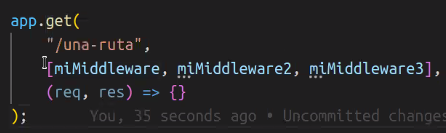 app.get(
"/una-ruta",
[miMiddleware, miMiddleware2, miMiddleware3],
(req, res) => {}
);
You, 35 seconds ago • Uncommitted changes